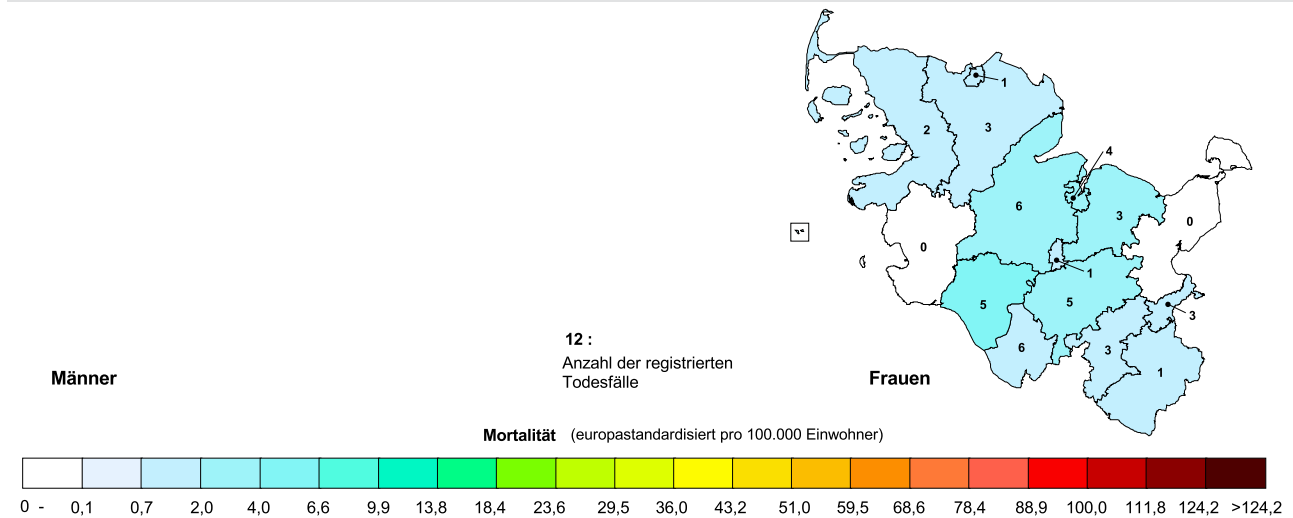 1
2
3
4
6
3
0
0
1
5
5
3
6
3
1
12 :
Anzahl der registrierten
Todesfälle
Männer
Frauen
Mortalität (europastandardisiert pro 100.000 Einwohner)
0 - 0,1 0,7 2,0 4,0 6,6 9,9 13,8 18,4 23,6 29,5 36,0 43,2 51,0 59,5 68,6 78,4 88,9 100,0 111,8 124,2 >124,2